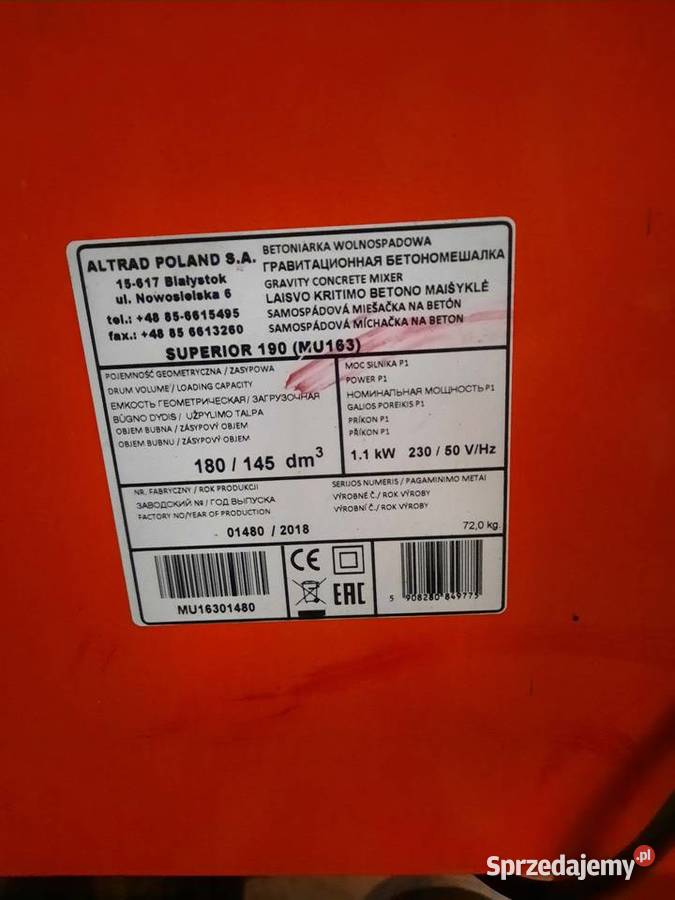 ALTRAD POLAND S.A.
15-617 Białystok
ul. Nowosielska 6
tel.: +48 85-6615495
fax.: +48 85 6613260
BETONIARKA WOLNOSPADOWA
ГРАВИТАЦИОННАЯ БЕТОНОМЕШАЛКА
GRAVITY CONCRETE MIXER
LAISVO KRITIMO BETONO MAIŠYKLĖ
SAMOSPÁDOVÁ MIEŠAČKA NA BETÓN
SAMOSPÁDOVÁ MÍCHAČKA NA BETON
SUPERIOR 190 (MU163)
POJEMNOŚĆ GEOMETRYCZNA / ZASYPOWA
DRUM VOLUME / LOADING CAPACITY
ЕМКОСТЬ ГЕОМЕТРИЧЕСКАЯ / ЗАГРУЗОЧНАЯ
BŪGNO DYDIS / UŽPYLIMO TALPA
OBJEM BUBNA / ZÁSYPOVÝ OBJEM
OBJEM BUBNU / ZÁSYPOVÝ OBJEM
180 / 145 dm³
MOC SILNIKA P1
POWER P1
НОМИНАЛЬНАЯ МОЩНОСТЬ P1
GALIOS POREIKIS P1
PRÍKON P1
PŘÍKON P1
1.1 kW 230 / 50 V/Hz
NR. FABRYCZNY / ROK PRODUKCJI
ЗАВОДСКИЙ № / ГОД ВЫПУСКА
FACTORY NO/YEAR OF PRODUCTION
SERIJOS NUMERIS / PAGAMINIMO METAI
VÝROBNÉ Č./ ROK VÝROBY
VÝROBNÍ Č./ ROK VÝROBY
01480 / 2018
72,0 kg
MU16301480
CE
EAC
5 908280 849775
Sprzedajemy.pl